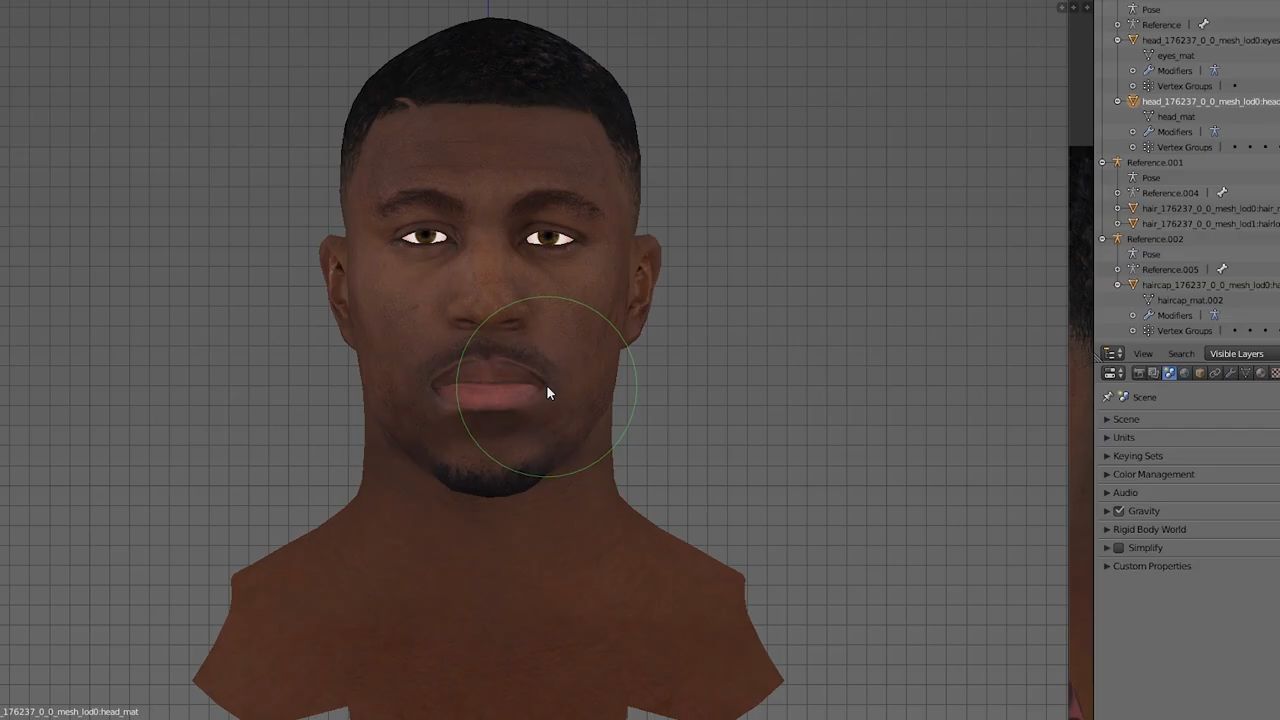 Pose
Reference
head_176237_0_0_mesh_lod0:eyes
eyes_mat
Modifiers
Vertex Groups
head_176237_0_0_mesh_lod0:head
head_mat
Modifiers
Vertex Groups
Reference.001
Pose
Reference.004
hair_176237_0_0_mesh_lod0:hair_m
hair_176237_0_0_mesh_lod1:hairlo
Reference.002
Pose
Reference.005
haircap_176237_0_0_mesh_lod0:ha
haircap_mat.002
Modifiers
Vertex Groups
View Search Visible Layers
Scene
Scene
Units
Keying Sets
Color Management
Audio
Gravity
Rigid Body World
Simplify
Custom Properties
_176237_0_0_mesh_lod0:head_mat